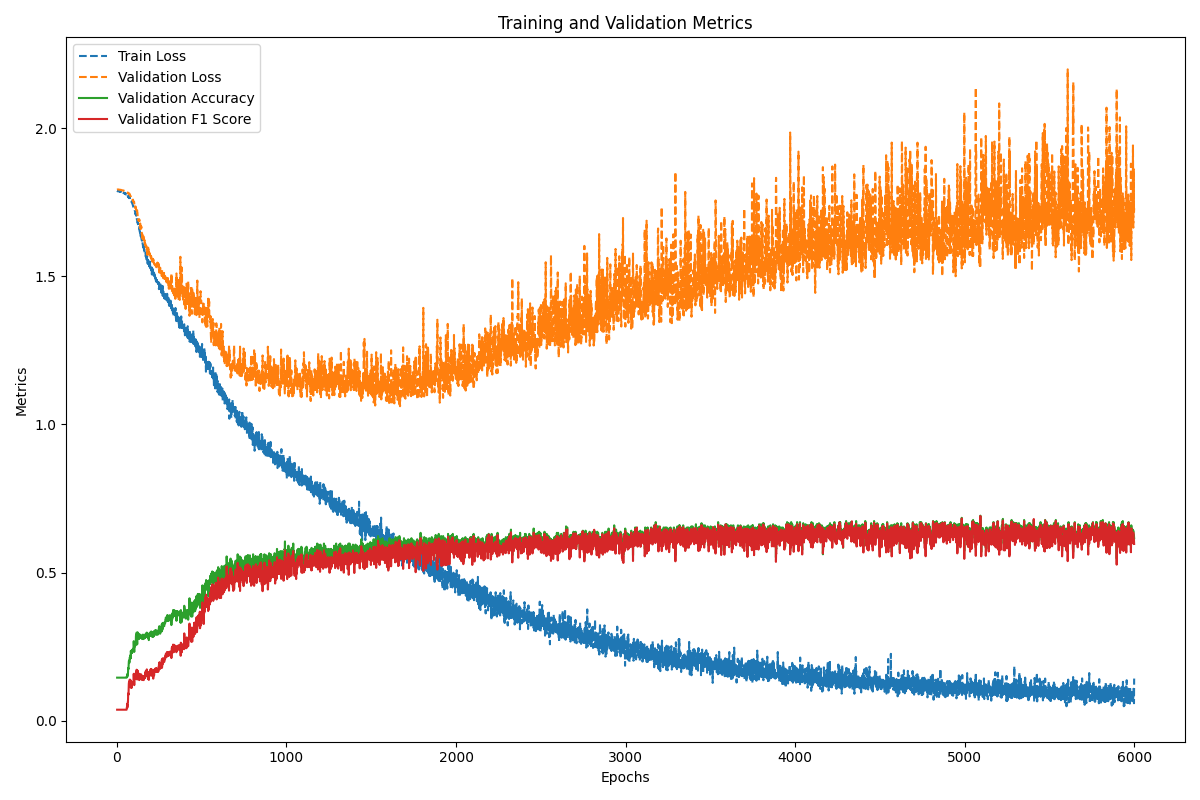 Training and Validation Metrics
Train Loss
Validation Loss
Validation Accuracy
Validation F1 Score
Metrics
2.0
1.5
1.0
0.5
0.0
0 1000 2000 3000 4000 5000 6000
Epochs